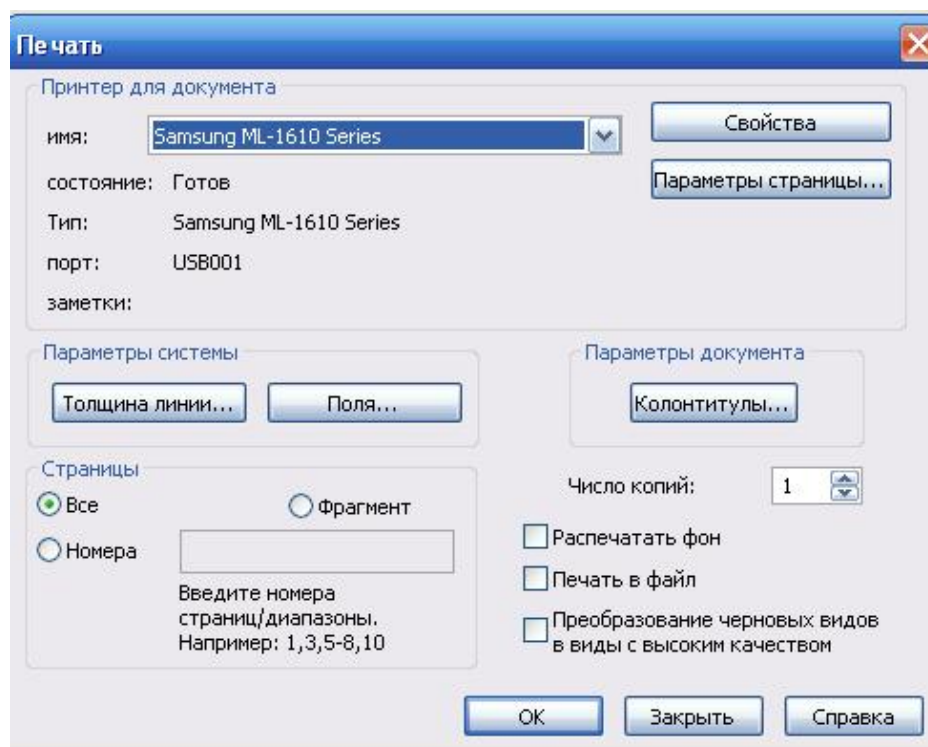 Печать
Принтер для документа
имя: Samsung ML-1610 Series
Свойства
состояние: Готов
Параметры страницы...
Тип: Samsung ML-1610 Series
порт: USB001
заметки:
Параметры системы
Толщина линии... Поля...
Параметры документа
Колонтитулы...
Страницы
Все Фрагмент
Номера
Введите номера
страниц/диапазоны.
Например: 1,3,5-8,10
Число копий: 1
Распечатать фон
Печать в файл
Преобразование черновых видов
в виды с высоким качеством
ОК Закрыть Справка